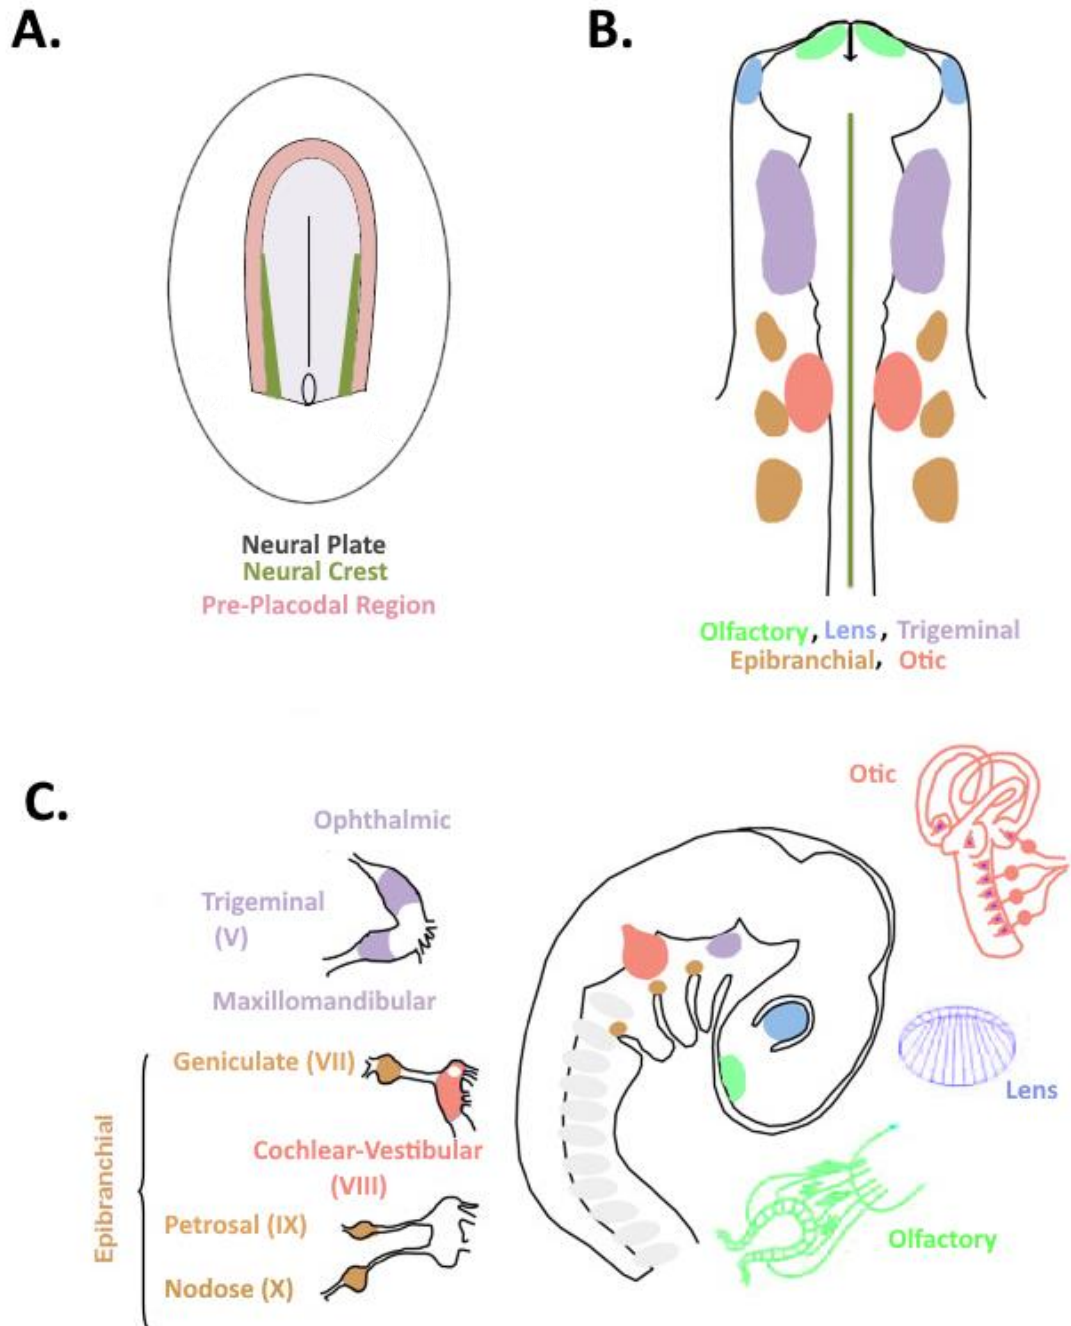 A.
B.
Neural Plate
Neural Crest
Pre-Placodal Region
Olfactory, Lens, Trigeminal
Epibranchial, Otic
C.
Otic
Ophthalmic
Trigeminal
(V)
Maxillomandibular
Geniculate (VII)
Lens
Cochlear-Vestibular
(VIII)
Epibranchial
Petrosal (IX)
Olfactory
Nodose (X)